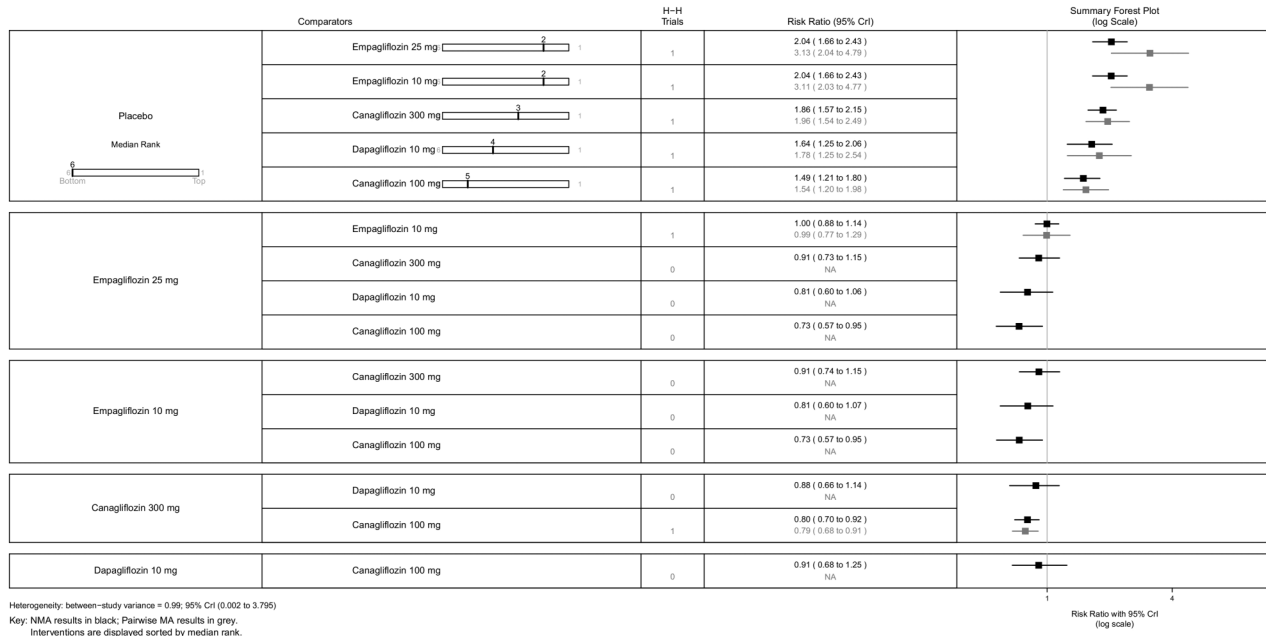 Comparators
H−H
Trials
Risk Ratio (95% CrI)
Summary Forest Plot
(log Scale)
Placebo
Median Rank
6
6 1
Bottom Top
Empagliflozin 25 mg 2 1
1
2.04 ( 1.66 to 2.43 )
3.13 ( 2.04 to 4.79 )
Empagliflozin 10 mg 2 1
1
2.04 ( 1.66 to 2.43 )
3.11 ( 2.03 to 4.77 )
Canagliflozin 300 mg 3 1
1
1.86 ( 1.57 to 2.15 )
1.96 ( 1.54 to 2.49 )
Dapagliflozin 10 mg 6 4 1
1
1.64 ( 1.25 to 2.06 )
1.78 ( 1.25 to 2.54 )
Canagliflozin 100 mg 5 1
1
1.49 ( 1.21 to 1.80 )
1.54 ( 1.20 to 1.98 )
Empagliflozin 25 mg
Empagliflozin 10 mg
1
1.00 ( 0.88 to 1.14 )
0.99 ( 0.77 to 1.29 )
Canagliflozin 300 mg
0
0.91 ( 0.73 to 1.15 )
NA
Dapagliflozin 10 mg
0
0.81 ( 0.60 to 1.06 )
NA
Canagliflozin 100 mg
0
0.73 ( 0.57 to 0.95 )
NA
Empagliflozin 10 mg
Canagliflozin 300 mg
0
0.91 ( 0.74 to 1.15 )
NA
Dapagliflozin 10 mg
0
0.81 ( 0.60 to 1.07 )
NA
Canagliflozin 100 mg
0
0.73 ( 0.57 to 0.95 )
NA
Canagliflozin 300 mg
Dapagliflozin 10 mg
0
0.88 ( 0.66 to 1.14 )
NA
Canagliflozin 100 mg
1
0.80 ( 0.70 to 0.92 )
0.79 ( 0.68 to 0.91 )
Dapagliflozin 10 mg
Canagliflozin 100 mg
0
0.91 ( 0.68 to 1.25 )
NA
1 4
Risk Ratio with 95% CrI
(log scale)
Heterogeneity: between−study variance = 0.99; 95% CrI (0.002 to 3.795)
Key: NMA results in black; Pairwise MA results in grey.
Interventions are displayed sorted by median rank.